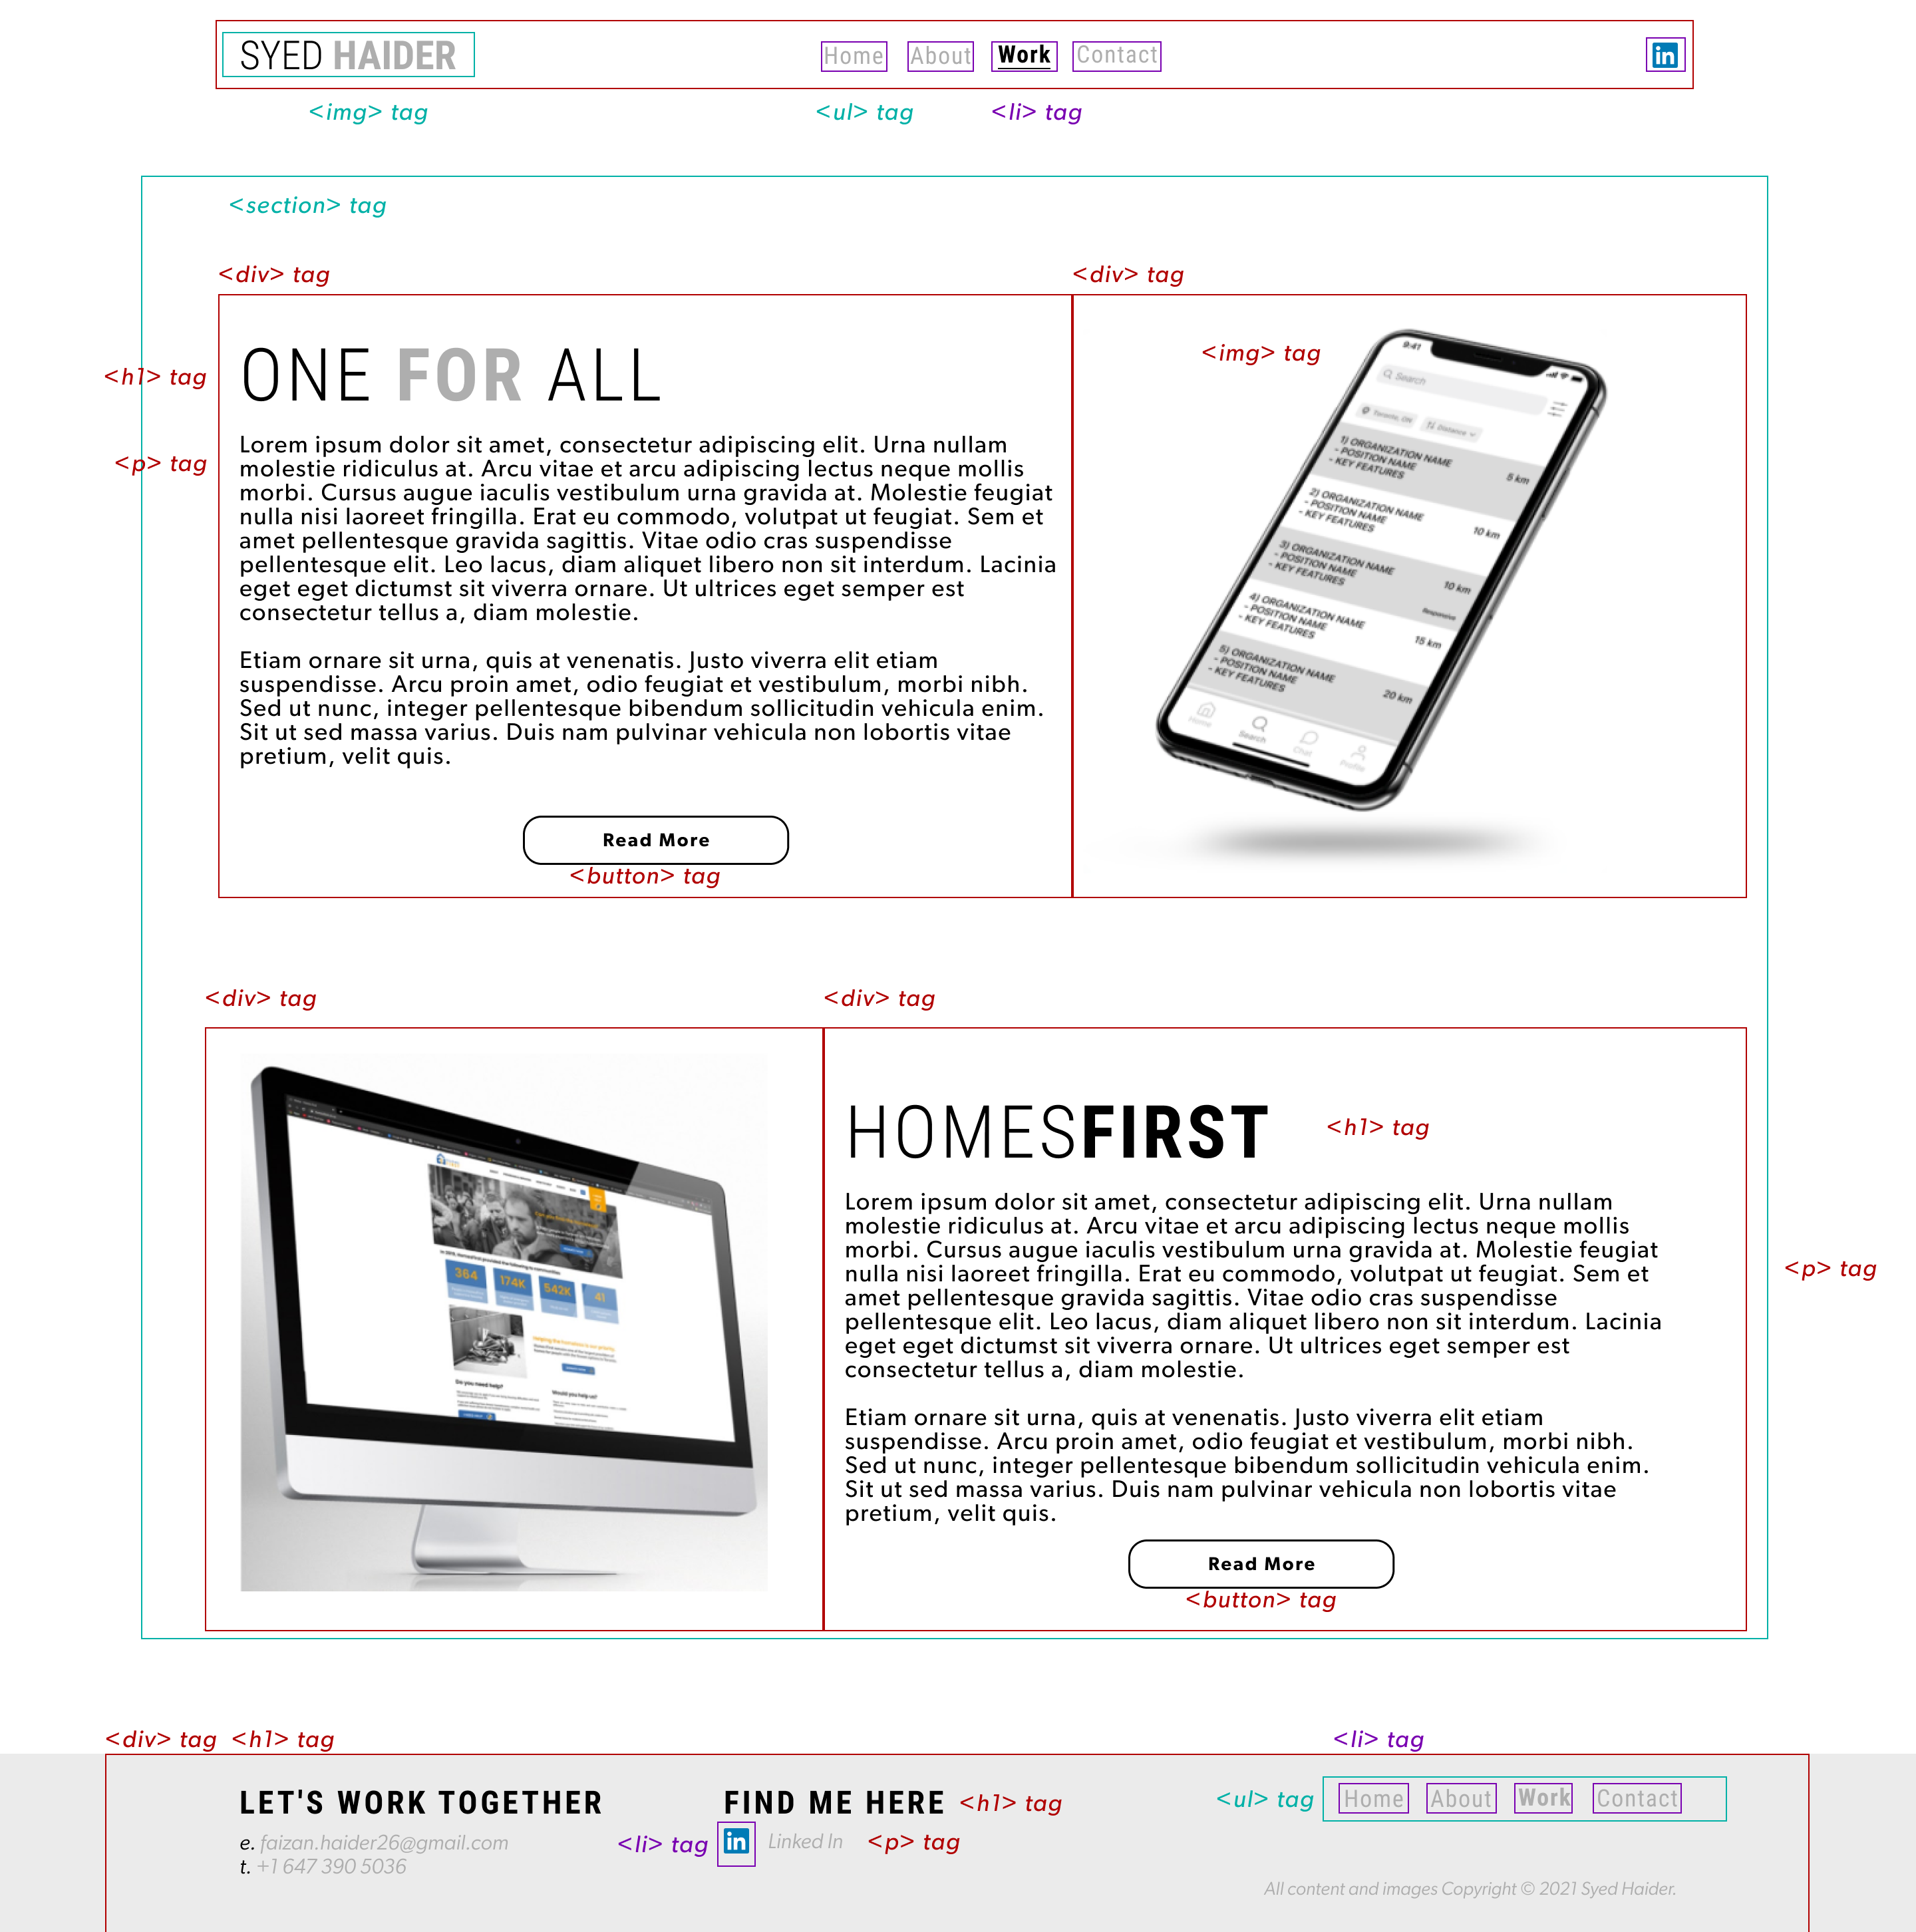 SYED HAIDER
Home About Work Contact
in
<img> tag
<ul> tag
<li> tag
<section> tag
<div> tag
<div> tag
<h1> tag
ONE FOR ALL
<p> tag
Lorem ipsum dolor sit amet, consectetur adipiscing elit. Urna nullam
molestie ridiculus at. Arcu vitae et arcu adipiscing lectus neque mollis
morbi. Cursus augue iaculis vestibulum urna gravida at. Molestie feugiat
nulla nisi laoreet fringilla. Erat eu commodo, volutpat ut feugiat. Sem et
amet pellentesque gravida sagittis. Vitae odio cras suspendisse
pellentesque elit. Leo lacus, diam aliquet libero non sit interdum. Lacinia
eget eget dictumst sit viverra ornare. Ut ultrices eget semper est
consectetur tellus a, diam molestie.
Etiam ornare sit urna, quis at venenatis. Justo viverra elit etiam
suspendisse. Arcu proin amet, odio feugiat et vestibulum, morbi nibh.
Sed ut nunc, integer pellentesque bibendum sollicitudin vehicula enim.
Sit ut sed massa varius. Duis nam pulvinar vehicula non lobortis vitae
pretium, velit quis.
Read More
<button> tag
<img> tag
9:41
Search
Toronto, ON
Distance
1) ORGANIZATION NAME
- POSITION NAME
- KEY FEATURES
5 km
2) ORGANIZATION NAME
- POSITION NAME
- KEY FEATURES
10 km
3) ORGANIZATION NAME
- POSITION NAME
- KEY FEATURES
10 km
Responsive
4) ORGANIZATION NAME
- POSITION NAME
- KEY FEATURES
15 km
5) ORGANIZATION NAME
- POSITION NAME
- KEY FEATURES
20 km
Home
Search
Chat
Profile
<div> tag
<div> tag
364
174K
542K
41
Do you need help?
Would you help us?
HOMESFIRST
<h1> tag
Lorem ipsum dolor sit amet, consectetur adipiscing elit. Urna nullam
molestie ridiculus at. Arcu vitae et arcu adipiscing lectus neque mollis
morbi. Cursus augue iaculis vestibulum urna gravida at. Molestie feugiat
nulla nisi laoreet fringilla. Erat eu commodo, volutpat ut feugiat. Sem et
amet pellentesque gravida sagittis. Vitae odio cras suspendisse
pellentesque elit. Leo lacus, diam aliquet libero non sit interdum. Lacinia
eget eget dictumst sit viverra ornare. Ut ultrices eget semper est
consectetur tellus a, diam molestie.
<p> tag
Etiam ornare sit urna, quis at venenatis. Justo viverra elit etiam
suspendisse. Arcu proin amet, odio feugiat et vestibulum, morbi nibh.
Sed ut nunc, integer pellentesque bibendum sollicitudin vehicula enim.
Sit ut sed massa varius. Duis nam pulvinar vehicula non lobortis vitae
pretium, velit quis.
Read More
<button> tag
<div> tag <h1> tag
<li> tag
LET'S WORK TOGETHER
e. faizan.haider26@gmail.com
t. +1 647 390 5036
FIND ME HERE <h1> tag
<li> tag in Linked In <p> tag
<ul> tag Home About Work Contact
All content and images Copyright © 2021 Syed Haider.